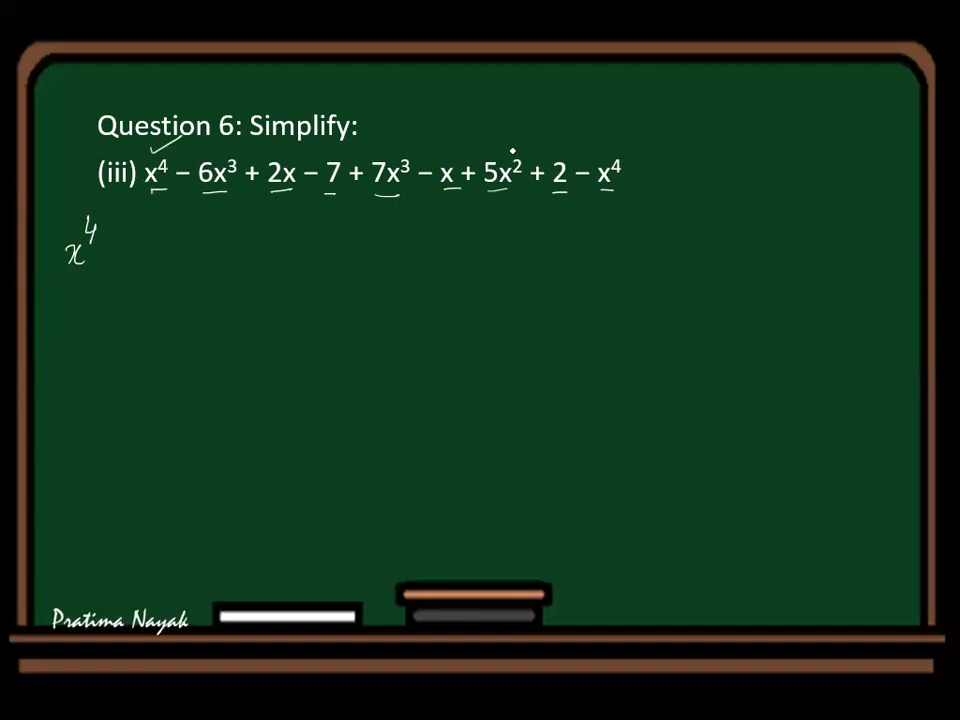 Question 6: Simplify:
(iii) x⁴ − 6x³ + 2x − 7 + 7x³ − x + 5x² + 2 − x⁴
x⁴
Pratima Nayak